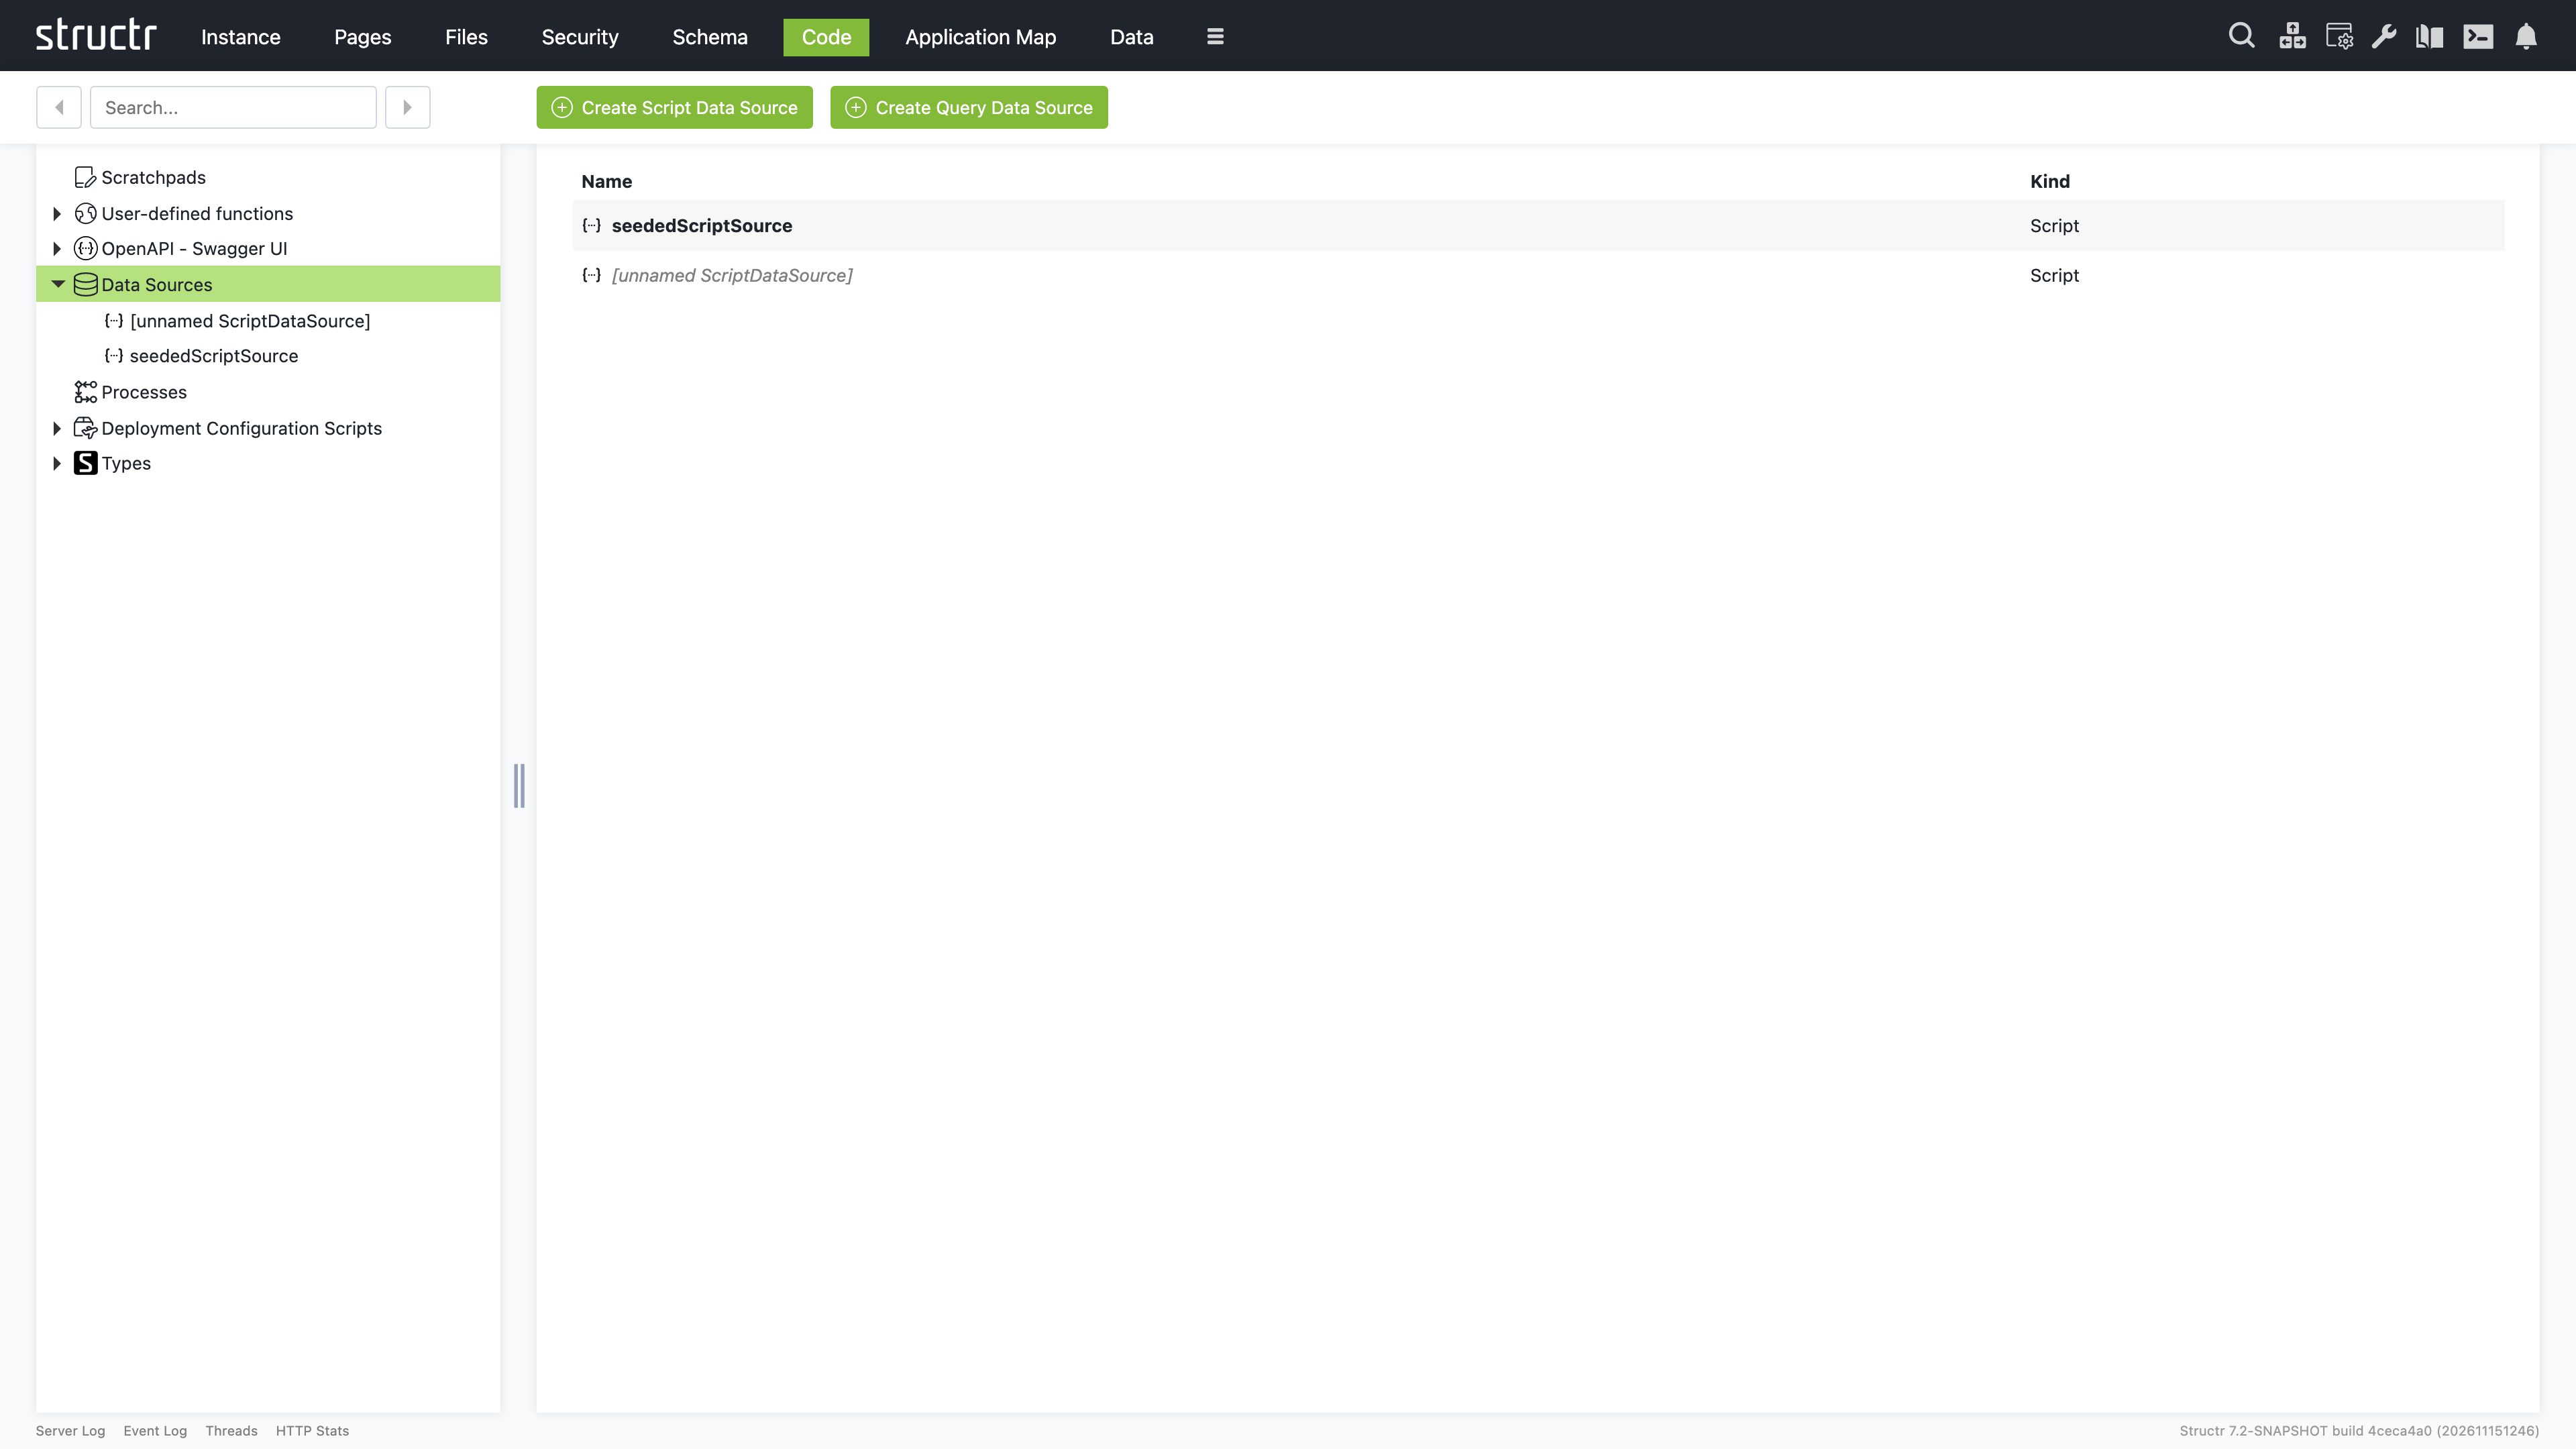 structr Instance Pages Files Security Schema Code Application Map Data
Search... Create Script Data Source Create Query Data Source
Scratchpads
User-defined functions
OpenAPI - Swagger UI
Data Sources
[unnamed ScriptDataSource]
seededScriptSource
Processes
Deployment Configuration Scripts
Types
Name Kind
seededScriptSource Script
[unnamed ScriptDataSource] Script
Server Log Event Log Threads HTTP Stats
Structr 7.2-SNAPSHOT build 4ceca4a0 (202611151246)